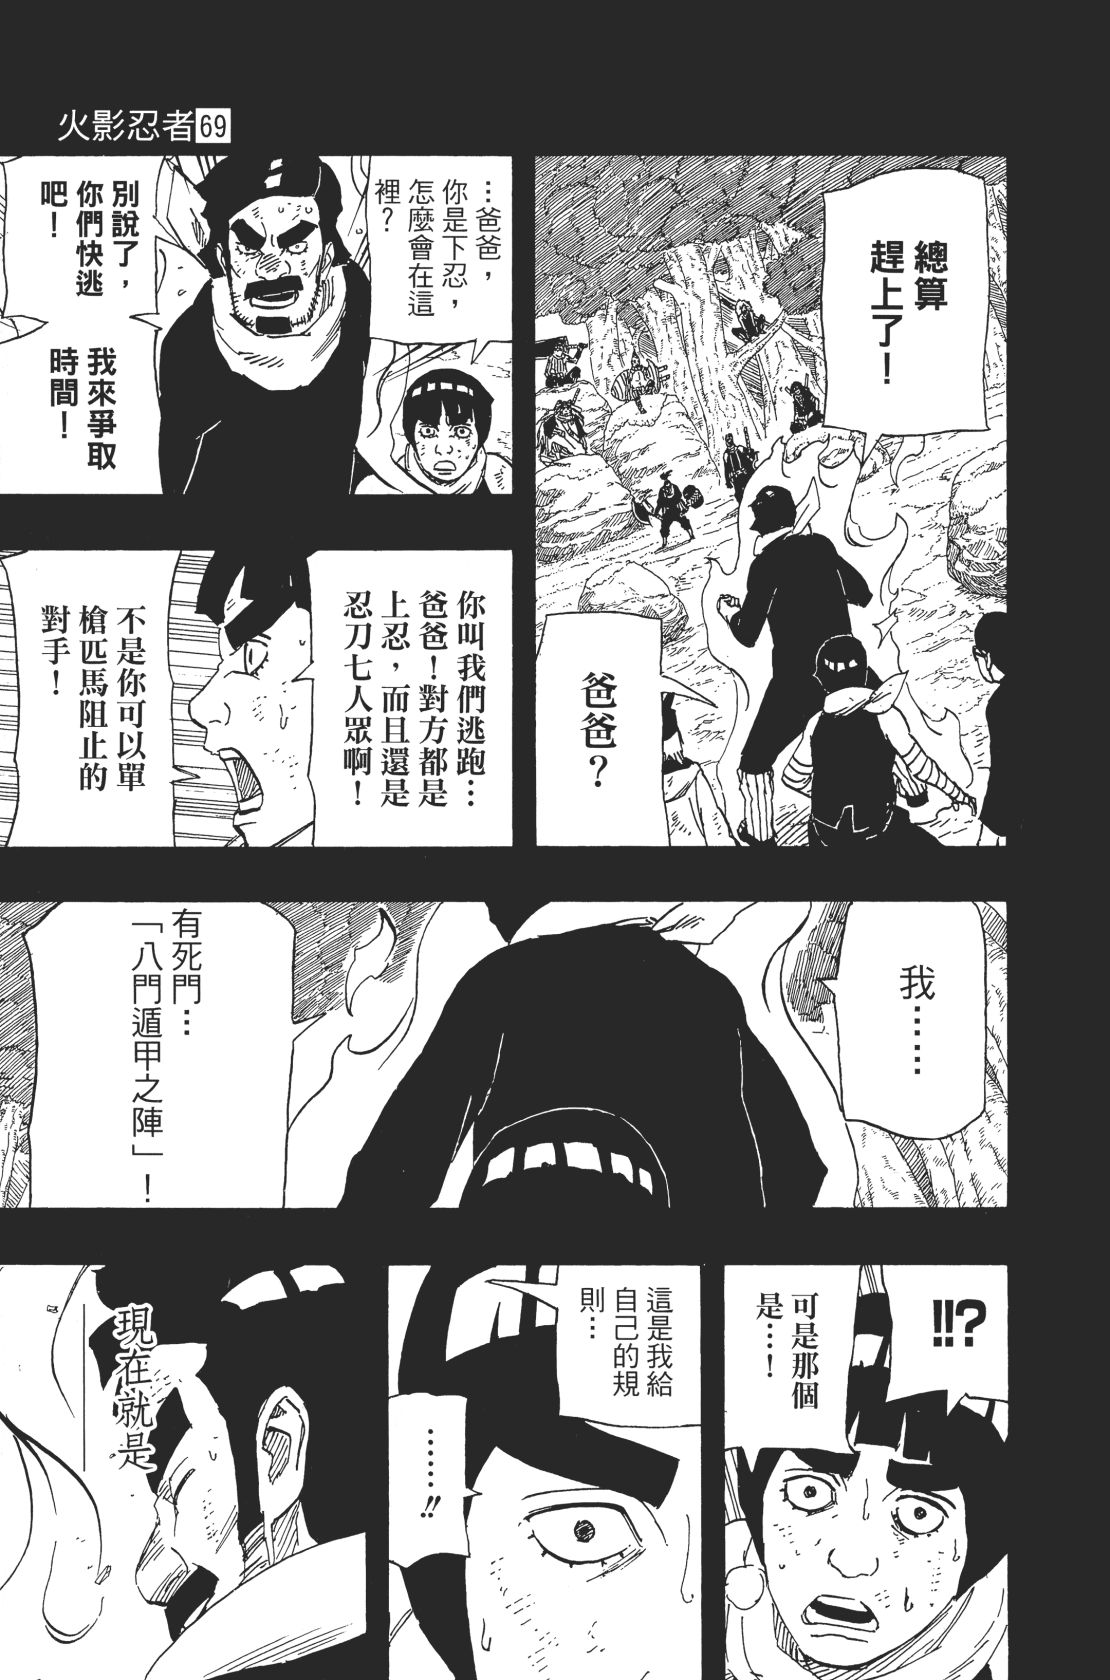 火影忍者69
總算
趕上了！
爸爸？
…爸爸，
你是下忍，
怎麼會在這
裡？
別說了，
你們快逃
吧！
我來爭取
時間！
你叫我們逃跑…
爸爸！對方都是
上忍，而且還是
忍刀七人眾啊！
不是你可以單
槍匹馬阻止的
對手！
我……
有死門…
「八門遁甲之陣」！
!!?
可是那個
是…！
這是我給
自己的規
則…
……!!
現在就是